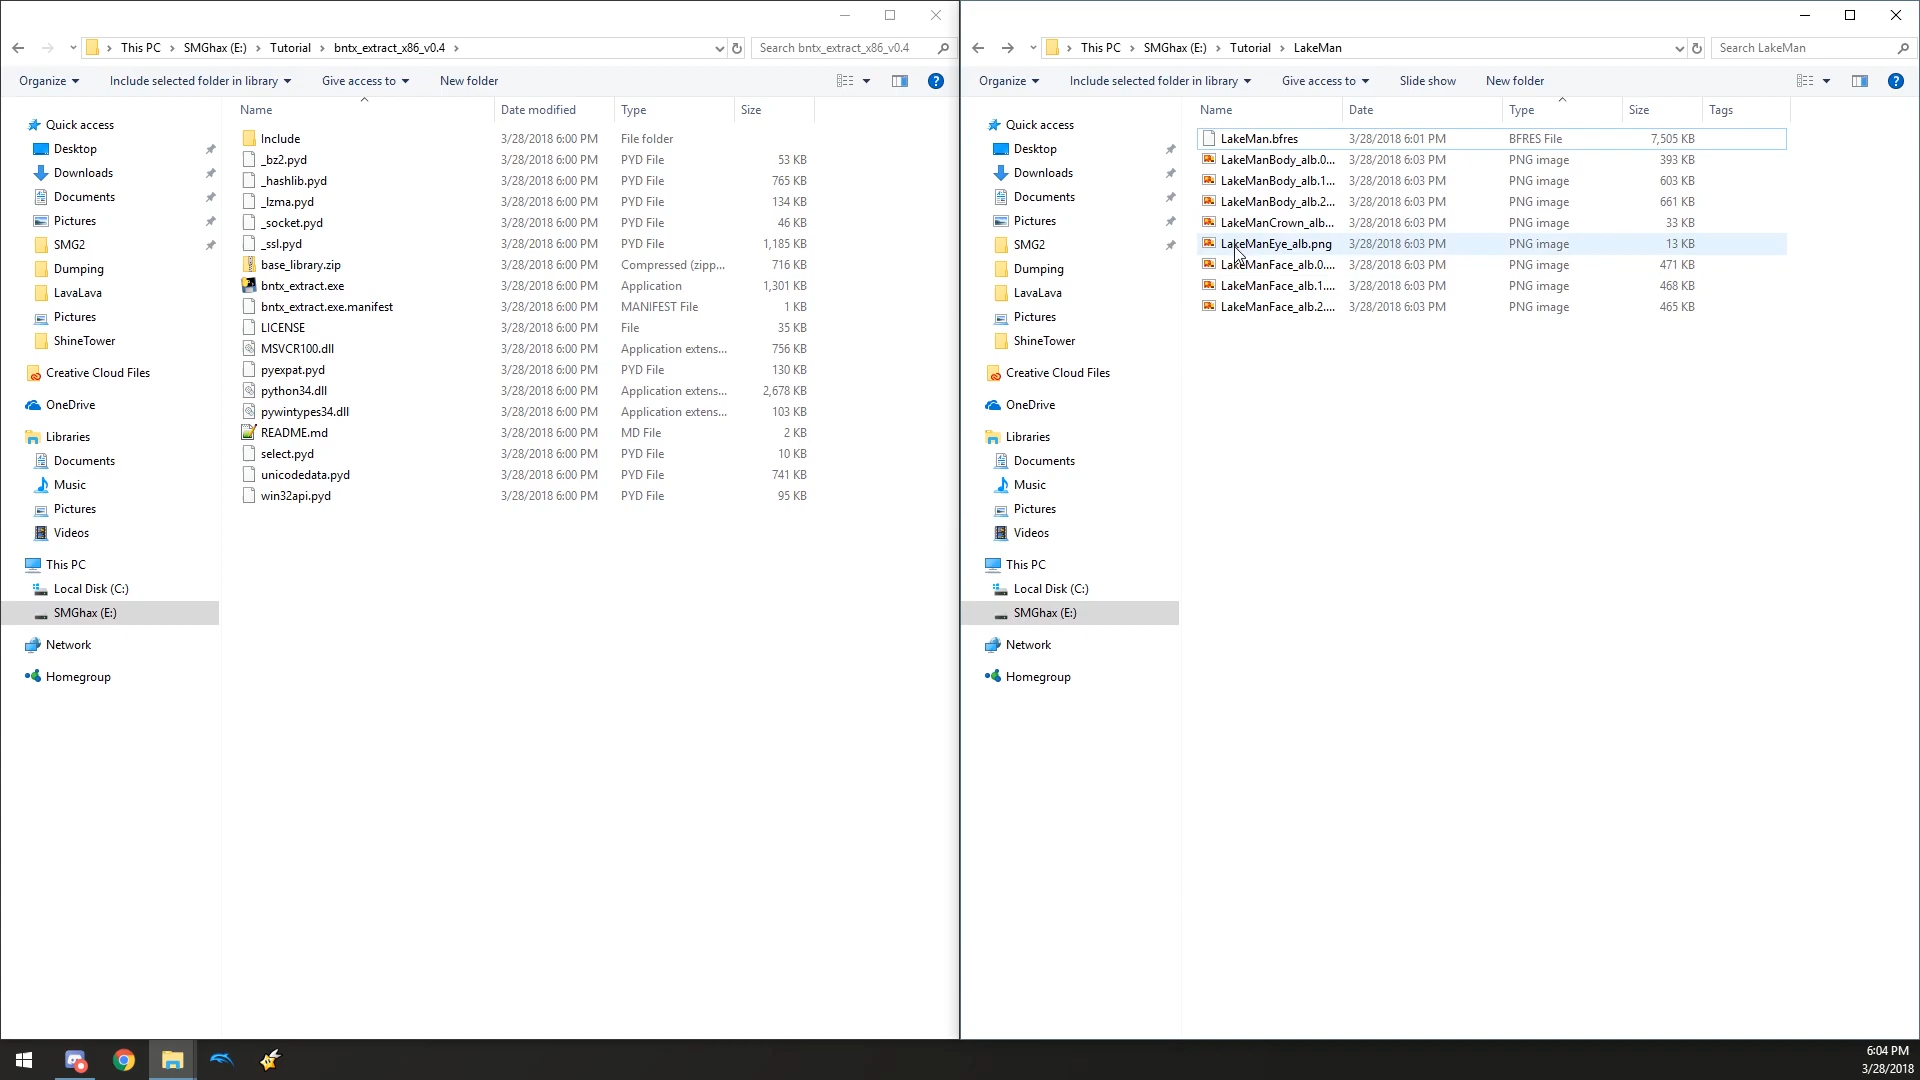 This PC > SMGhax (E:) > Tutorial > bntx_extract_x86_v0.4 >
Search bntx_extract_x86_v0.4
Organize
Include selected folder in library
Give access to
New folder
Name
Date modified
Type
Size
Quick access
Desktop
Downloads
Documents
Pictures
SMG2
Dumping
LavaLava
Pictures
ShineTower
Creative Cloud Files
OneDrive
Libraries
Documents
Music
Pictures
Videos
This PC
Local Disk (C:)
SMGhax (E:)
Network
Homegroup
Include 3/28/2018 6:00 PM File folder
_bz2.pyd 3/28/2018 6:00 PM PYD File 53 KB
_hashlib.pyd 3/28/2018 6:00 PM PYD File 765 KB
_lzma.pyd 3/28/2018 6:00 PM PYD File 134 KB
_socket.pyd 3/28/2018 6:00 PM PYD File 46 KB
_ssl.pyd 3/28/2018 6:00 PM PYD File 1,185 KB
base_library.zip 3/28/2018 6:00 PM Compressed (zipp... 716 KB
bntx_extract.exe 3/28/2018 6:00 PM Application 1,301 KB
bntx_extract.exe.manifest 3/28/2018 6:00 PM MANIFEST File 1 KB
LICENSE 3/28/2018 6:00 PM File 35 KB
MSVCR100.dll 3/28/2018 6:00 PM Application extens... 756 KB
pyexpat.pyd 3/28/2018 6:00 PM PYD File 130 KB
python34.dll 3/28/2018 6:00 PM Application extens... 2,678 KB
pywintypes34.dll 3/28/2018 6:00 PM Application extens... 103 KB
README.md 3/28/2018 6:00 PM MD File 2 KB
select.pyd 3/28/2018 6:00 PM PYD File 10 KB
unicodedata.pyd 3/28/2018 6:00 PM PYD File 741 KB
win32api.pyd 3/28/2018 6:00 PM PYD File 95 KB
This PC > SMGhax (E:) > Tutorial > LakeMan
Search LakeMan
Organize
Include selected folder in library
Give access to
Slide show
New folder
Name
Date
Type
Size
Tags
Quick access
Desktop
Downloads
Documents
Pictures
SMG2
Dumping
LavaLava
Pictures
ShineTower
Creative Cloud Files
OneDrive
Libraries
Documents
Music
Pictures
Videos
This PC
Local Disk (C:)
SMGhax (E:)
Network
Homegroup
LakeMan.bfres 3/28/2018 6:01 PM BFRES File 7,505 KB
LakeManBody_alb.0... 3/28/2018 6:03 PM PNG image 393 KB
LakeManBody_alb.1... 3/28/2018 6:03 PM PNG image 603 KB
LakeManBody_alb.2... 3/28/2018 6:03 PM PNG image 661 KB
LakeManCrown_alb... 3/28/2018 6:03 PM PNG image 33 KB
LakeManEye_alb.png 3/28/2018 6:03 PM PNG image 13 KB
LakeManFace_alb.0.... 3/28/2018 6:03 PM PNG image 471 KB
LakeManFace_alb.1.... 3/28/2018 6:03 PM PNG image 468 KB
LakeManFace_alb.2.... 3/28/2018 6:03 PM PNG image 465 KB
6:04 PM
3/28/2018